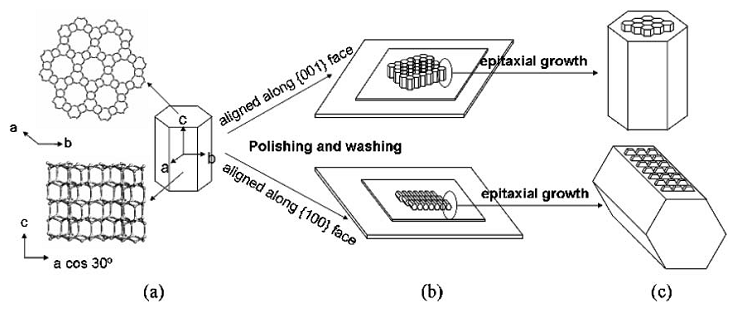 a
b
c
a cos 30º
c
a
b
aligned along {001} face
Polishing and washing
aligned along {100} face
epitaxial growth
epitaxial growth
(a)
(b)
(c)